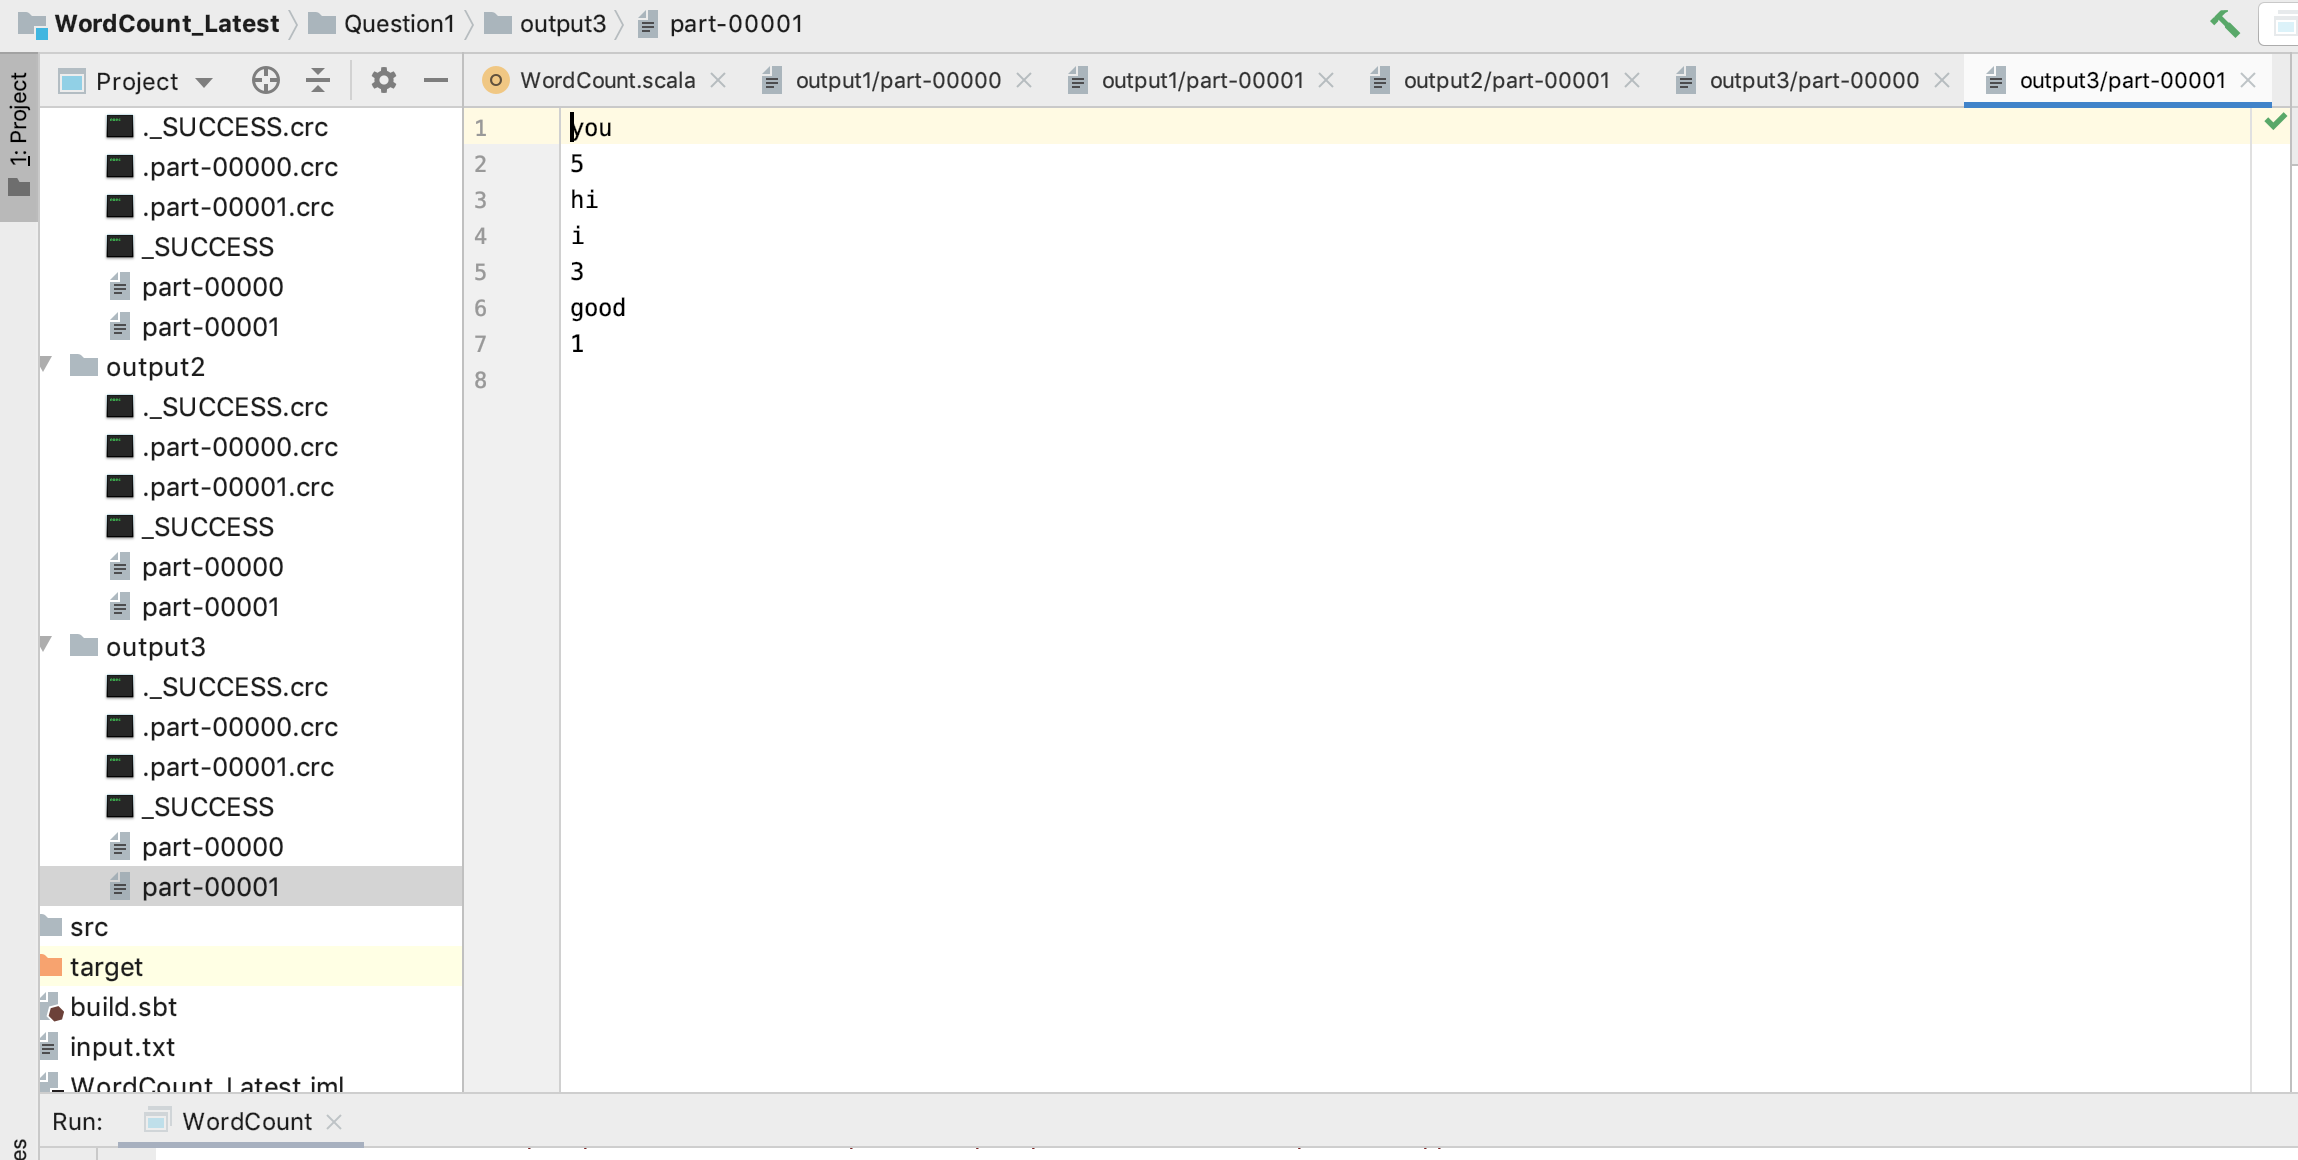 WordCount_Latest Question1 output3 part-00001
1: Project
Project
WordCount.scala output1/part-00000 output1/part-00001 output2/part-00001 output3/part-00000 output3/part-00001
._SUCCESS.crc
.part-00000.crc
.part-00001.crc
_SUCCESS
part-00000
part-00001
output2
._SUCCESS.crc
.part-00000.crc
.part-00001.crc
_SUCCESS
part-00000
part-00001
output3
._SUCCESS.crc
.part-00000.crc
.part-00001.crc
_SUCCESS
part-00000
part-00001
src
target
build.sbt
input.txt
WordCount_Latest.iml
1 you
2 5
3 hi
4 i
5 3
6 good
7 1
8
Run: WordCount
es